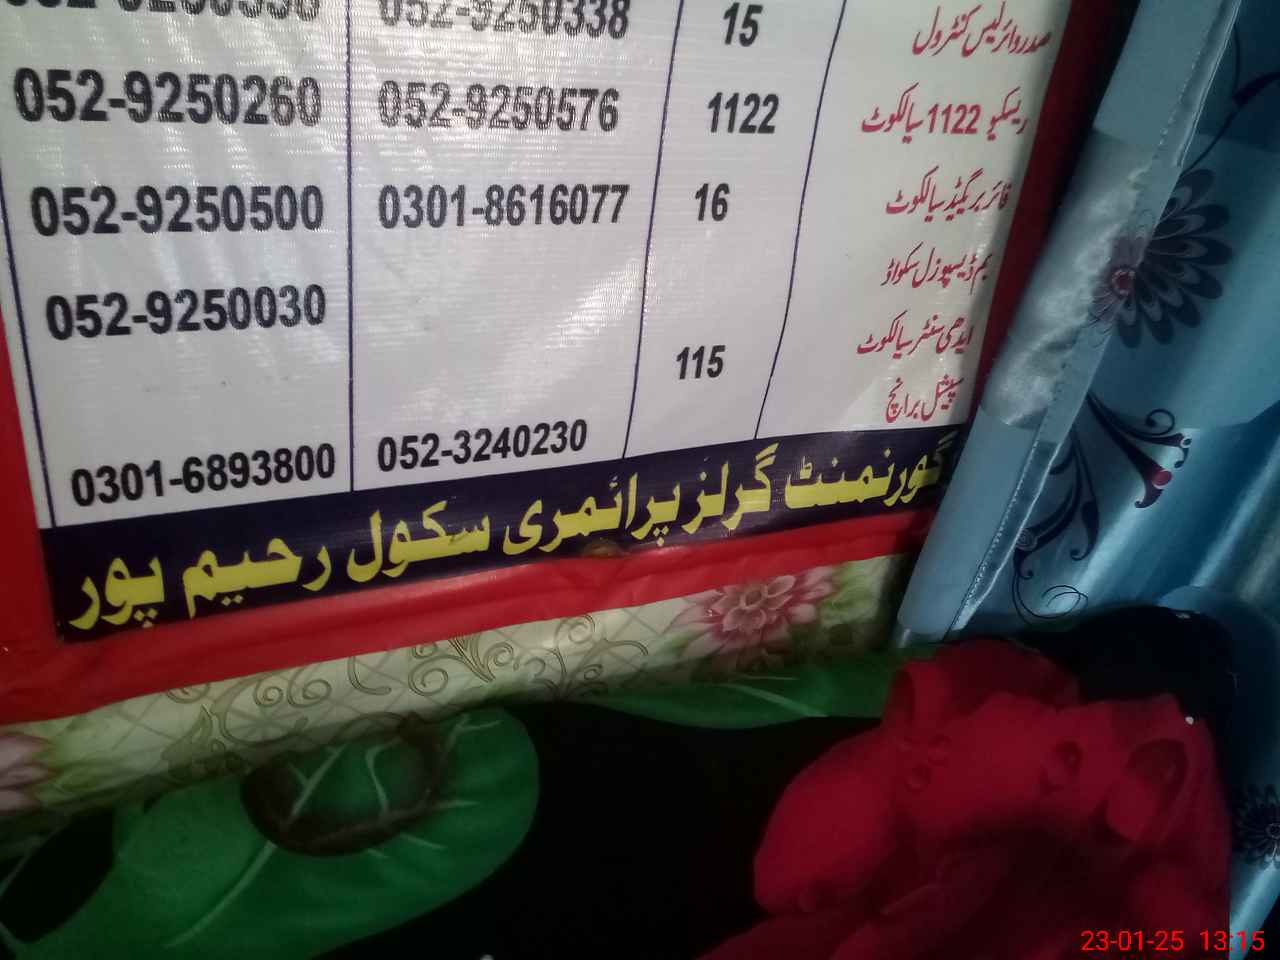 صدر وائرلیس کنٹرول 15 052-9250338
ریسکیو 1122 سیالکوٹ 1122 052-9250576 052-9250260
فائر بریگیڈ سیالکوٹ 16 0301-8616077 052-9250500
بم ڈیسپوزل سکواڈ 052-9250030
ایدھی سنٹر سیالکوٹ 115
سپیشل برانچ 052-3240230 0301-6893800
گورنمنٹ گرلز پرائمری سکول رحیم پور
23-01-25 13:15